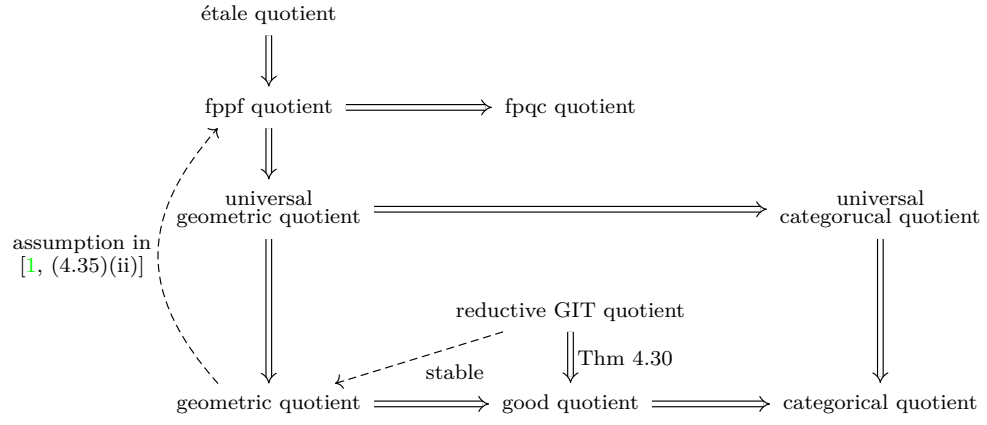 étale quotient
fppf quotient
fpqc quotient
universal
geometric quotient
universal
categorucal quotient
assumption in
[1, (4.35)(ii)]
reductive GIT quotient
Thm 4.30
stable
geometric quotient
good quotient
categorical quotient